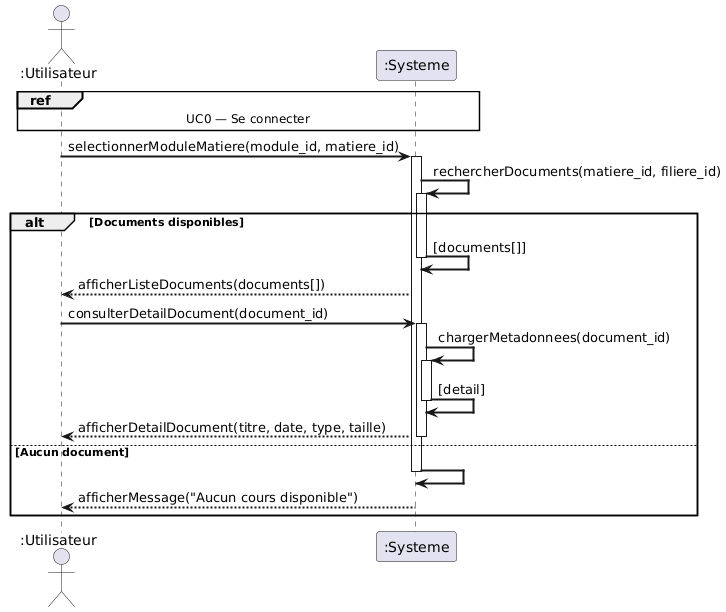 :Utilisateur
:Systeme
ref
UC0 — Se connecter
selectionnerModuleMatiere(module_id, matiere_id)
rechercherDocuments(matiere_id, filiere_id)
alt [Documents disponibles]
[documents[]]
afficherListeDocuments(documents[])
consulterDetailDocument(document_id)
chargerMetadonnees(document_id)
[detail]
afficherDetailDocument(titre, date, type, taille)
[Aucun document]
afficherMessage("Aucun cours disponible")
:Utilisateur
:Systeme